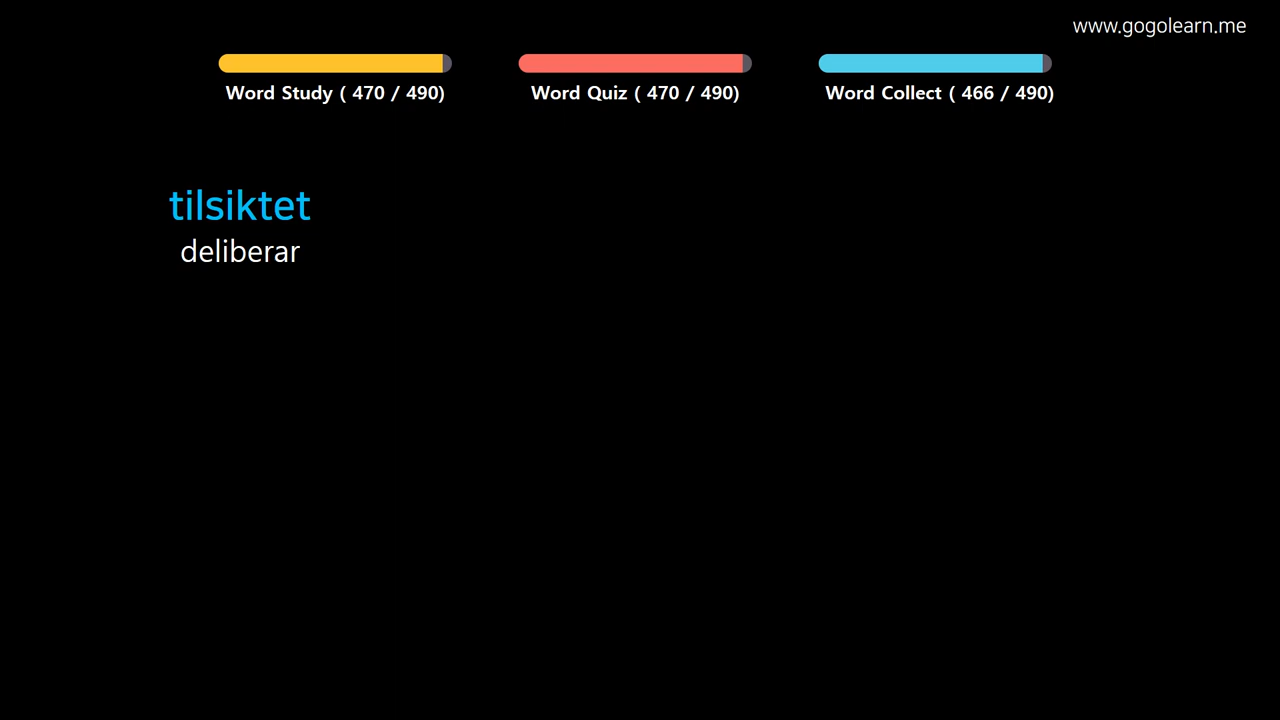 www.gogolearn.me
Word Study ( 470 / 490)
Word Quiz ( 470 / 490)
Word Collect ( 466 / 490)
tilsiktet
deliberar